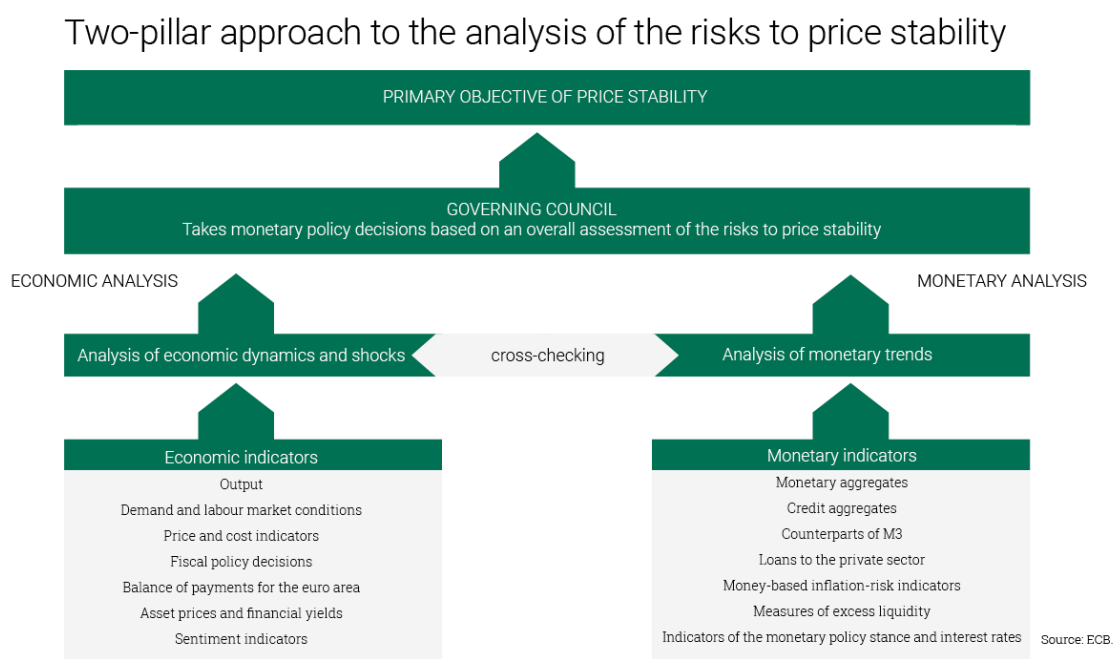 Two-pillar approach to the analysis of the risks to price stability
PRIMARY OBJECTIVE OF PRICE STABILITY
GOVERNING COUNCIL
Takes monetary policy decisions based on an overall assessment of the risks to price stability
ECONOMIC ANALYSIS
MONETARY ANALYSIS
Analysis of economic dynamics and shocks
cross-checking
Analysis of monetary trends
Economic indicators
Output
Demand and labour market conditions
Price and cost indicators
Fiscal policy decisions
Balance of payments for the euro area
Asset prices and financial yields
Sentiment indicators
Monetary indicators
Monetary aggregates
Credit aggregates
Counterparts of M3
Loans to the private sector
Money-based inflation-risk indicators
Measures of excess liquidity
Indicators of the monetary policy stance and interest rates
Source: ECB.